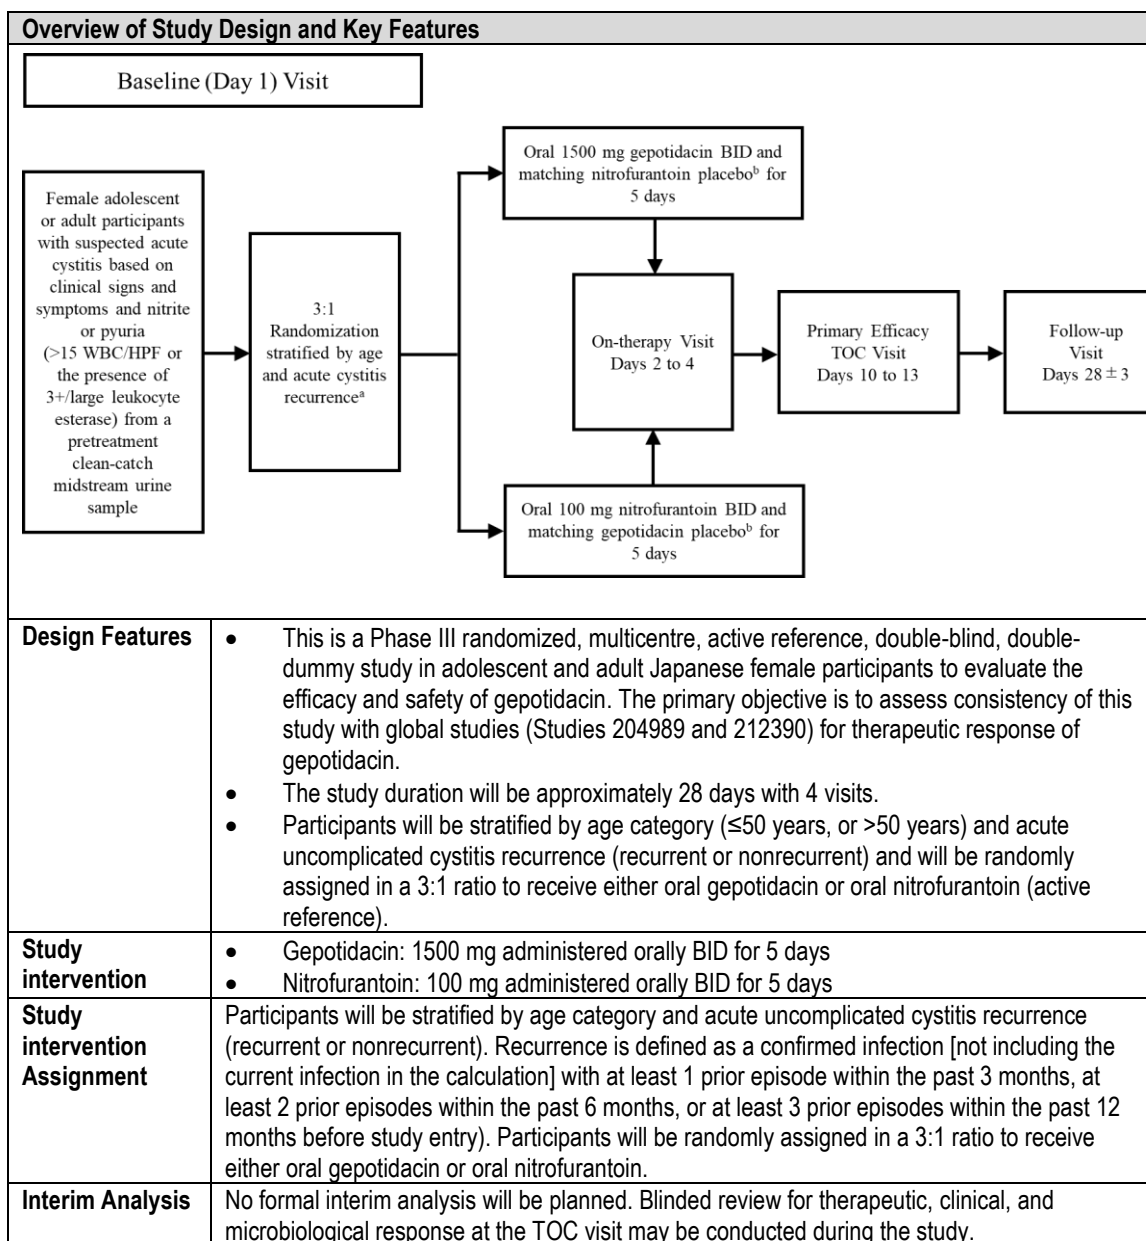 Overview of Study Design and Key Features
Baseline (Day 1) Visit
Female adolescent
or adult participants
with suspected acute
cystitis based on
clinical signs and
symptoms and nitrite
or pyuria
(>15 WBC/HPF or
the presence of
3+/large leukocyte
esterase) from a
pretreatment
clean-catch
midstream urine
sample
3:1
Randomization
stratified by age
and acute cystitis
recurrenceᵃ
Oral 1500 mg gepotidacin BID and
matching nitrofurantoin placeboᵇ for
5 days
On-therapy Visit
Days 2 to 4
Oral 100 mg nitrofurantoin BID and
matching gepotidacin placeboᵇ for
5 days
Primary Efficacy
TOC Visit
Days 10 to 13
Follow-up
Visit
Days 28 ± 3
Design Features
• This is a Phase III randomized, multicentre, active reference, double-blind, double-
dummy study in adolescent and adult Japanese female participants to evaluate the
efficacy and safety of gepotidacin. The primary objective is to assess consistency of this
study with global studies (Studies 204989 and 212390) for therapeutic response of
gepotidacin.
• The study duration will be approximately 28 days with 4 visits.
• Participants will be stratified by age category (≤50 years, or >50 years) and acute
uncomplicated cystitis recurrence (recurrent or nonrecurrent) and will be randomly
assigned in a 3:1 ratio to receive either oral gepotidacin or oral nitrofurantoin (active
reference).
Study
intervention
• Gepotidacin: 1500 mg administered orally BID for 5 days
• Nitrofurantoin: 100 mg administered orally BID for 5 days
Study
intervention
Assignment
Participants will be stratified by age category and acute uncomplicated cystitis recurrence
(recurrent or nonrecurrent). Recurrence is defined as a confirmed infection [not including the
current infection in the calculation] with at least 1 prior episode within the past 3 months, at
least 2 prior episodes within the past 6 months, or at least 3 prior episodes within the past 12
months before study entry). Participants will be randomly assigned in a 3:1 ratio to receive
either oral gepotidacin or oral nitrofurantoin.
Interim Analysis
No formal interim analysis will be planned. Blinded review for therapeutic, clinical, and
microbiological response at the TOC visit may be conducted during the study.